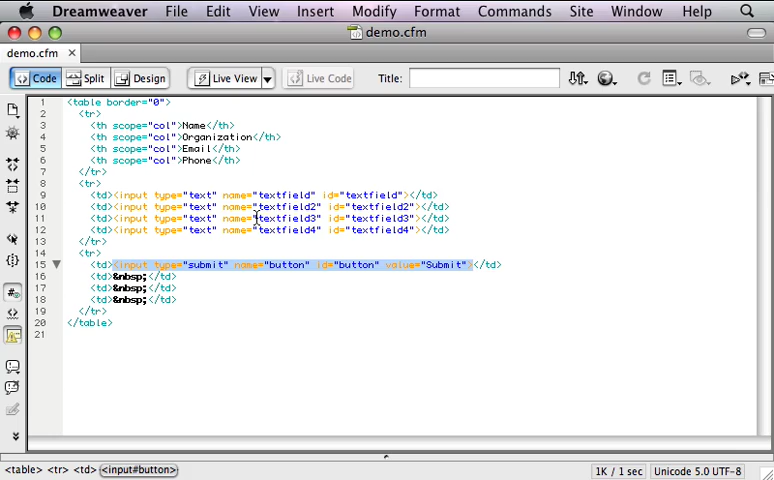 Dreamweaver File Edit View Insert Modify Format Commands Site Window Help
demo.cfm
demo.cfm ×
Code Split Design Live View Live Code Title:
1 <table border="0">
2 <tr>
3 <th scope="col">Name</th>
4 <th scope="col">Organization</th>
5 <th scope="col">Email</th>
6 <th scope="col">Phone</th>
7 </tr>
8 <tr>
9 <td><input type="text" name="textfield" id="textfield"></td>
10 <td><input type="text" name="textfield2" id="textfield2"></td>
11 <td><input type="text" name="textfield3" id="textfield3"></td>
12 <td><input type="text" name="textfield4" id="textfield4"></td>
13 </tr>
14 <tr>
15 <td><input type="submit" name="button" id="button" value="Submit"></td>
16 <td>&nbsp;</td>
17 <td>&nbsp;</td>
18 <td>&nbsp;</td>
19 </tr>
20 </table>
21
<table> <tr> <td> <input#button> 1K / 1 sec Unicode 5.0 UTF-8